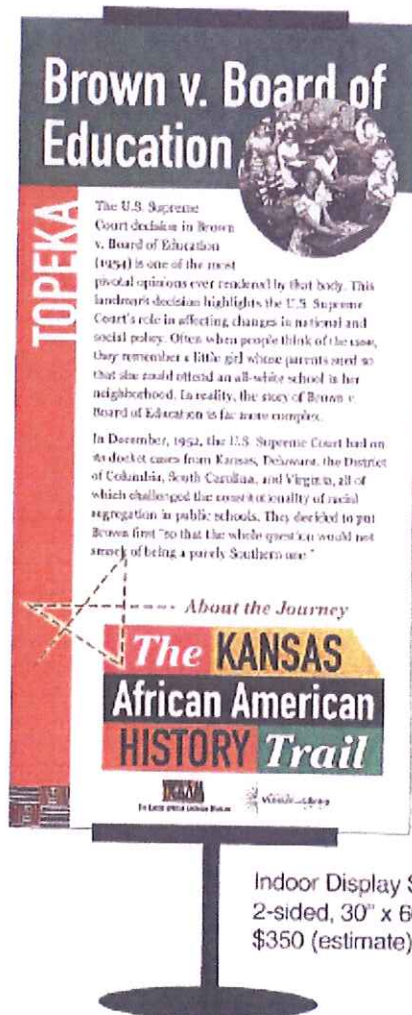 Brown v. Board of
Education
TOPEKA
The U.S. Supreme
Court decision in Brown
v. Board of Education
(1954) is one of the most
pivotal opinions ever rendered by that body. This
landmark decision highlights the U.S. Supreme
Court's role in affecting changes in national and
social policy. Often when people think of the case,
they remember a little girl whose parents sued so
that she could attend an all-white school in her
neighborhood. In reality, the story of Brown v.
Board of Education is far more complex.
In December, 1952, the U.S. Supreme Court had on
its docket cases from Kansas, Delaware, the District
of Columbia, South Carolina, and Virginia, all of
which challenged the constitutionality of racial
segregation in public schools. They decided to put
Brown first "so that the whole question would not
smack of being a purely Southern one."
About the Journey
The KANSAS
African American
HISTORY Trail
Indoor Display
2-sided, 30" x 6
$350 (estimate)